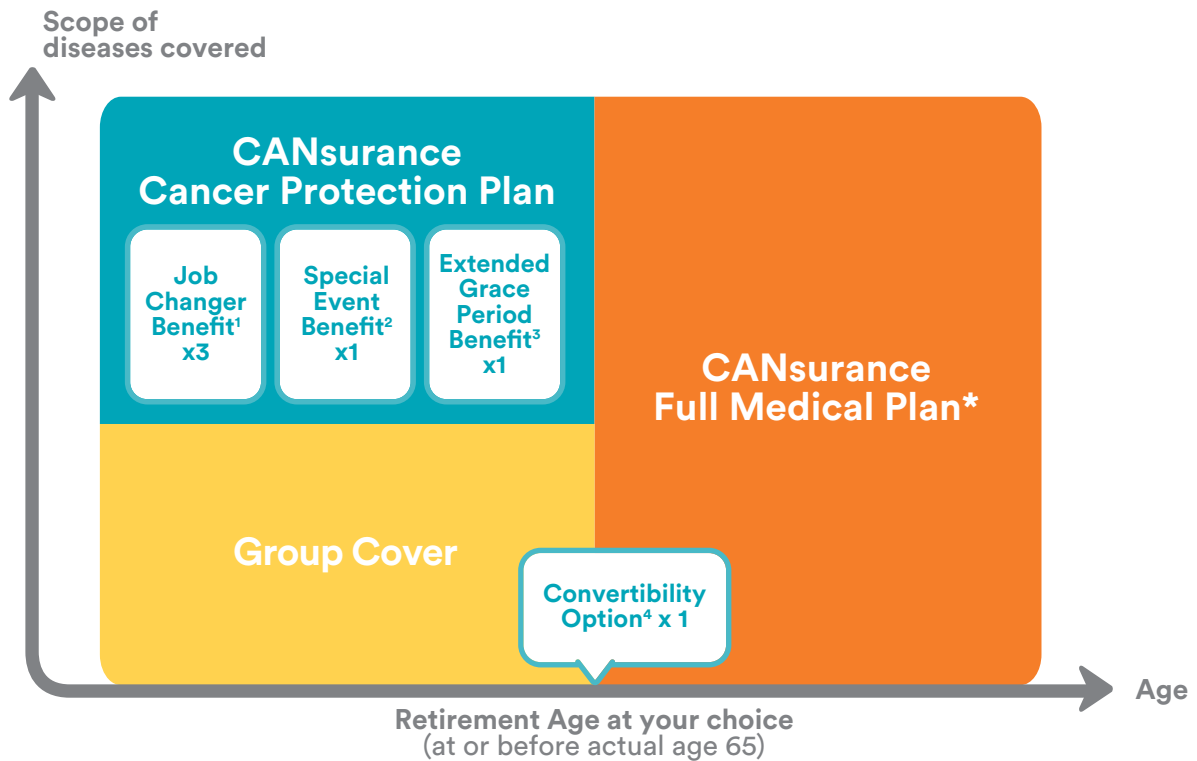 Scope of
diseases covered
CANsurance
Cancer Protection Plan
Job
Changer
Benefit¹
x3
Special
Event
Benefit²
x1
Extended
Grace
Period
Benefit³
x1
CANsurance
Full Medical Plan*
Group Cover
Convertibility
Option⁴ x 1
Age
Retirement Age at your choice
(at or before actual age 65)